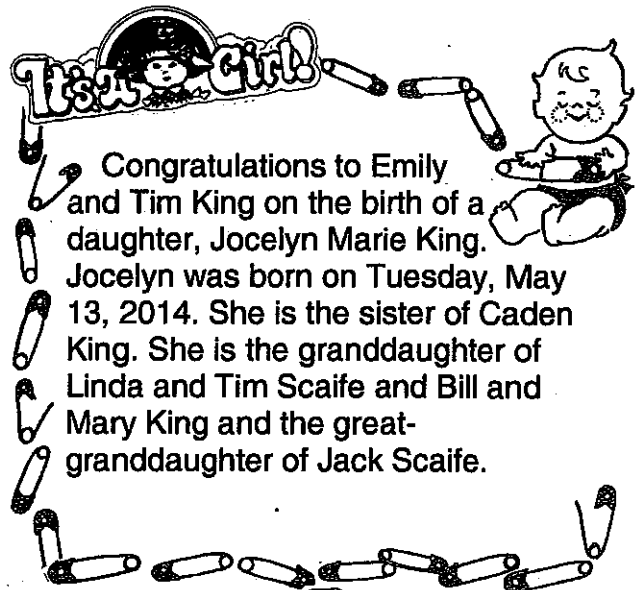 It's A Girl!
Congratulations to Emily
and Tim King on the birth of a
daughter, Jocelyn Marie King.
Jocelyn was born on Tuesday, May
13, 2014. She is the sister of Caden
King. She is the granddaughter of
Linda and Tim Scaife and Bill and
Mary King and the great-
granddaughter of Jack Scaife.